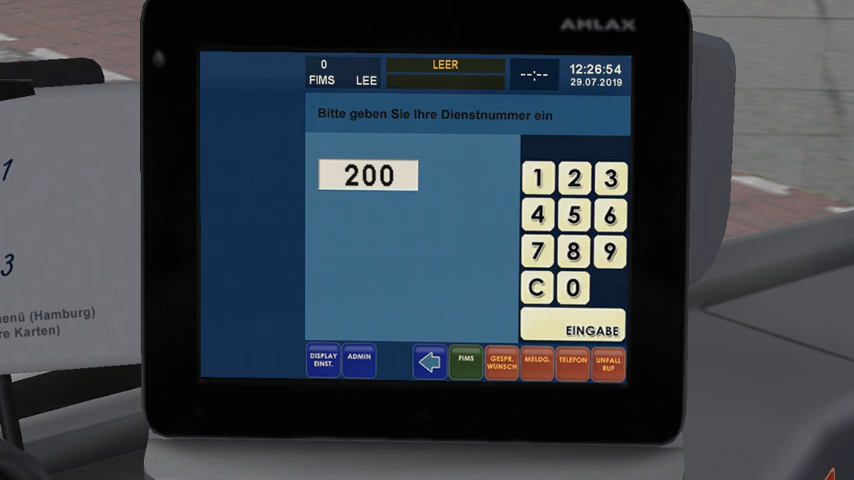 AHLAX
0
FIMS LEE
LEER
--:--
12:26:54
29.07.2019
Bitte geben Sie Ihre Dienstnummer ein
200
1 2 3
4 5 6
7 8 9
C 0
EINGABE
DISPLAY EINST.
ADMIN
FIMS
GESPR. WUNSCH
MELDG.
TELEFON
UNFALL RUF
1
3
enü (Hamburg)
re Karten)